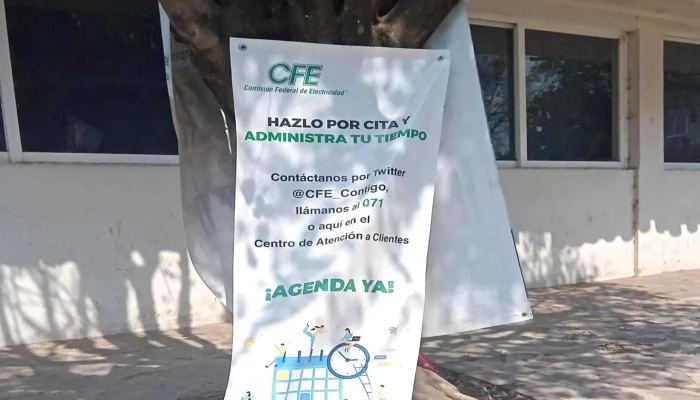 CFE
Comisión Federal de Electricidad
HAZLO POR CITA Y
ADMINISTRA TU TIEMPO
Contáctanos por Twitter
@CFE_Contigo,
llámanos al 071
o aquí en el
Centro de Atención a Clientes
¡AGENDA YA!